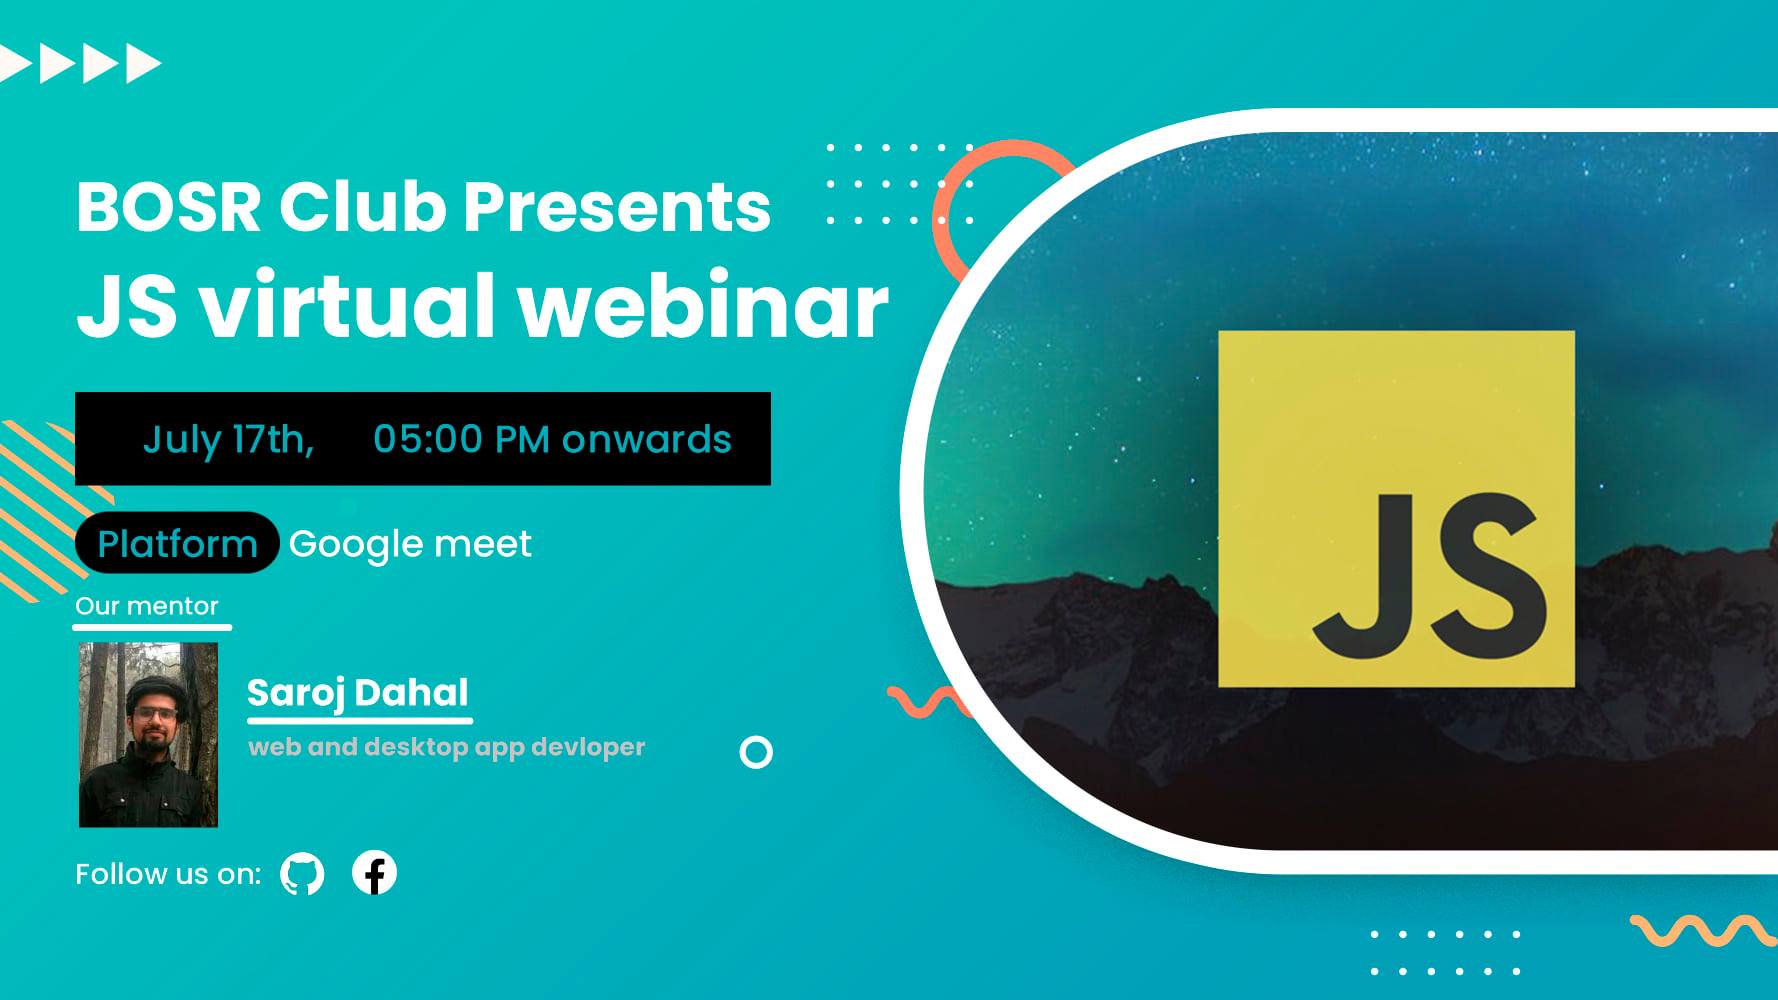 BOSR Club Presents
JS virtual webinar
July 17th, 05:00 PM onwards
Platform Google meet
Our mentor
Saroj Dahal
web and desktop app devloper
Follow us on:
JS